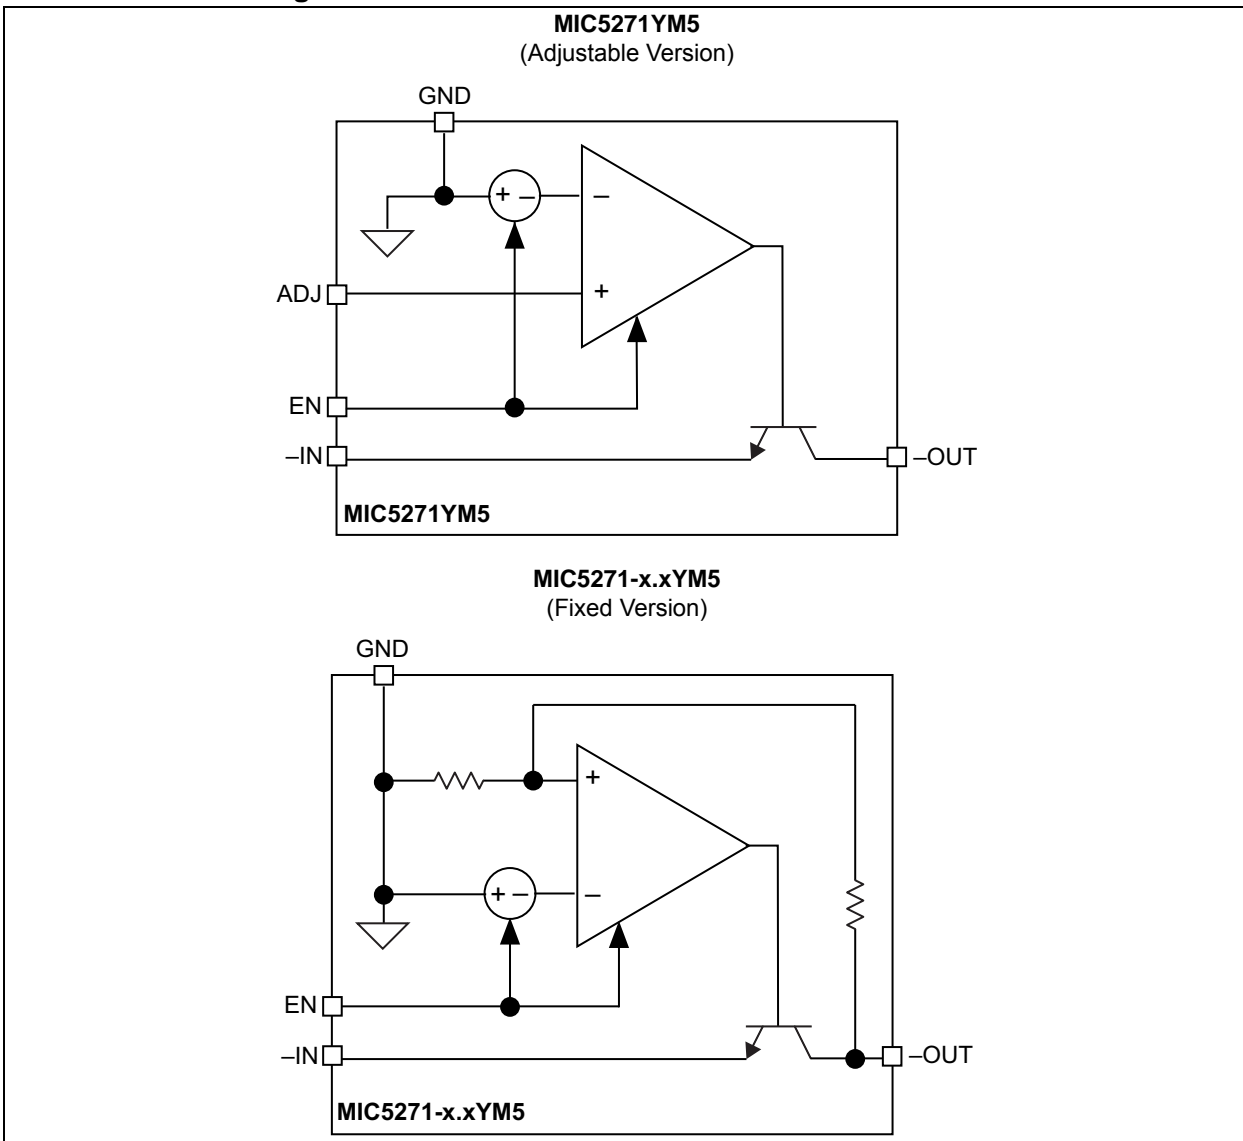 MIC5271YM5
(Adjustable Version)
GND
+ –
–
ADJ
+
EN
–IN
–OUT
MIC5271YM5
MIC5271-x.xYM5
(Fixed Version)
GND
+
+ –
–
EN
–IN
–OUT
MIC5271-x.xYM5